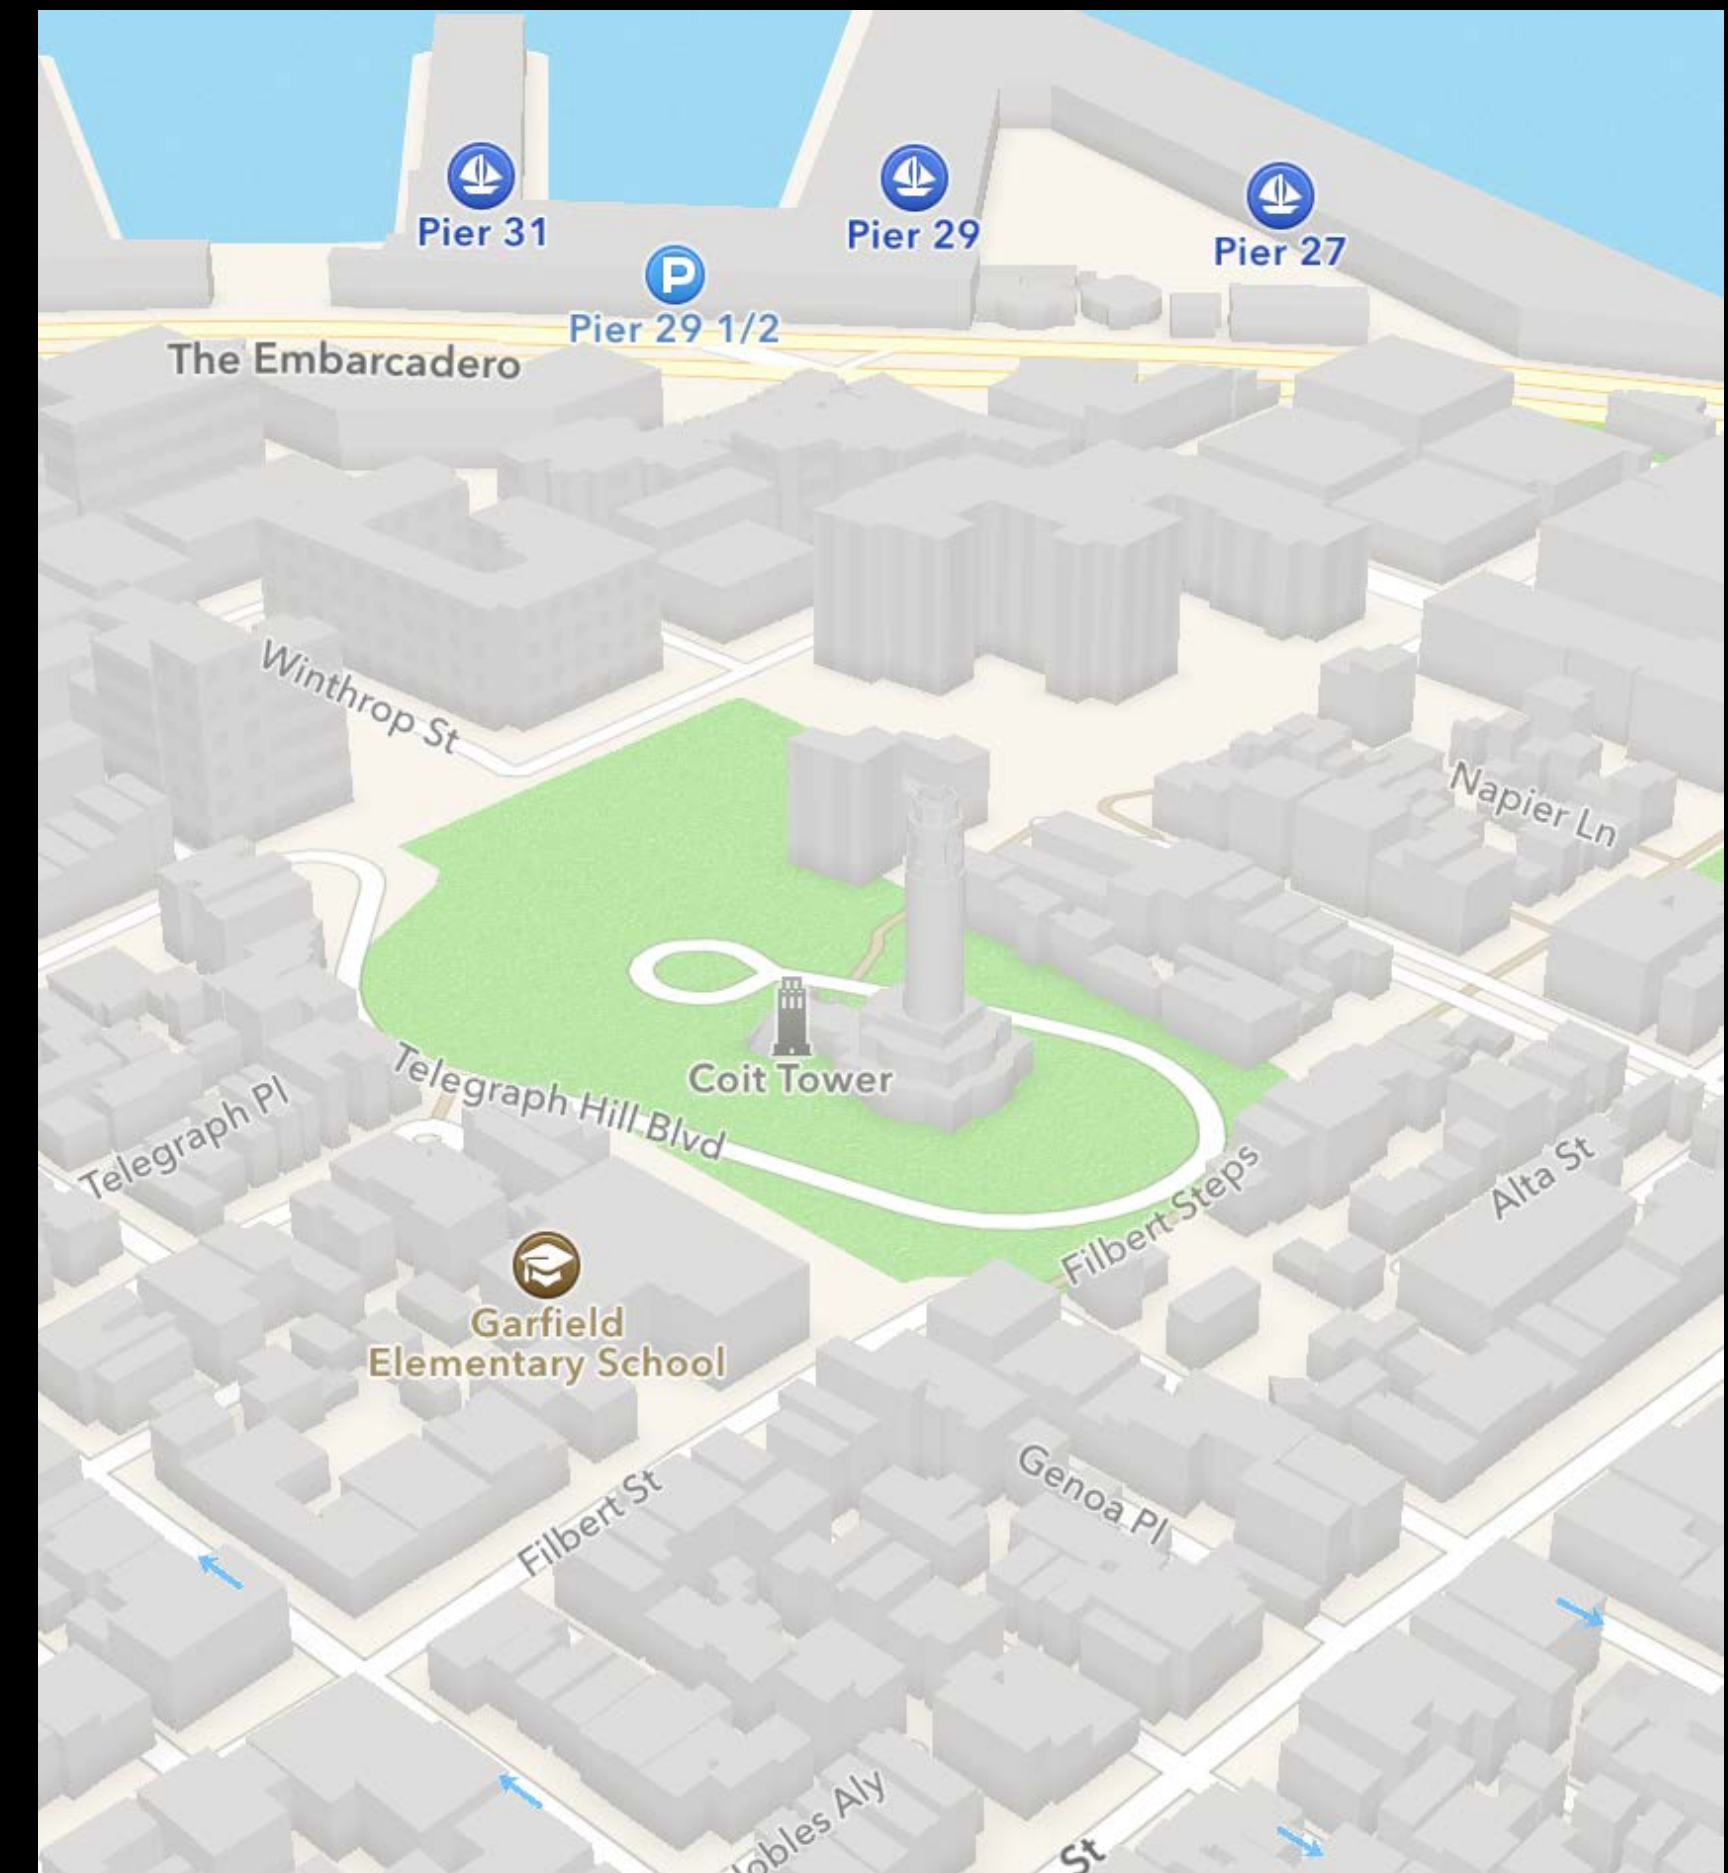 Pier 31
Pier 29
Pier 27
P
Pier 29 1/2
The Embarcadero
Winthrop St
Napier Ln
Coit Tower
Telegraph Hill Blvd
Telegraph Pl
Filbert Steps
Alta St
Garfield
Elementary School
Genoa Pl
Filbert St
Aly
St